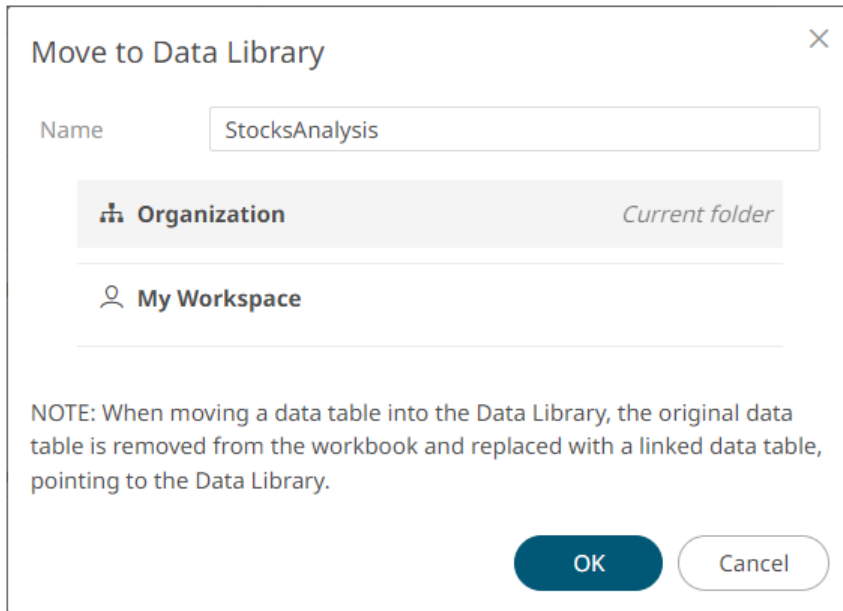 Move to Data Library
Name
StocksAnalysis
Organization
Current folder
My Workspace
NOTE: When moving a data table into the Data Library, the original data
table is removed from the workbook and replaced with a linked data table,
pointing to the Data Library.
OK
Cancel